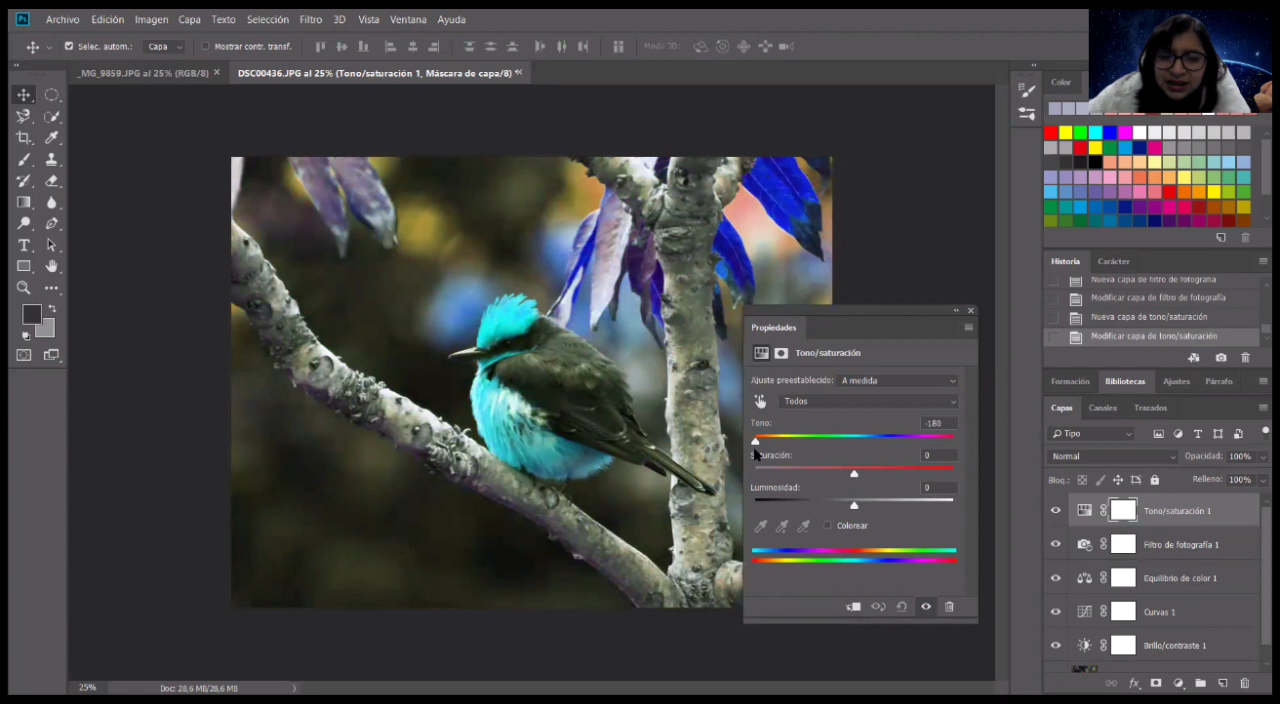 Ps Archivo Edición Imagen Capa Texto Selección Filtro 3D Vista Ventana Ayuda
Selec. autom.: Capa Mostrar contr. transf. Modo 3D:
_MG_9859.JPG al 25% (RGB/8) × DSC00436.JPG al 25% (Tono/saturación 1, Máscara de capa/8) *
Color
Historia Carácter
Nueva capa de filtro de fotografía
Modificar capa de filtro de fotografía
Nueva capa de tono/saturación
Modificar capa de tono/saturación
Propiedades
Tono/saturación
Ajuste preestablecido: A medida
Todos
Tono: -180
Saturación: 0
Luminosidad: 0
Colorear
Formación Bibliotecas Ajustes Párrafo
Capas Canales Trazados
Tipo
Normal Opacidad: 100%
Bloq.: Relleno: 100%
Tono/saturación 1
Filtro de fotografía 1
Equilibrio de color 1
Curvas 1
Brillo/contraste 1
fx
25% Doc: 28,6 MB/28,6 MB